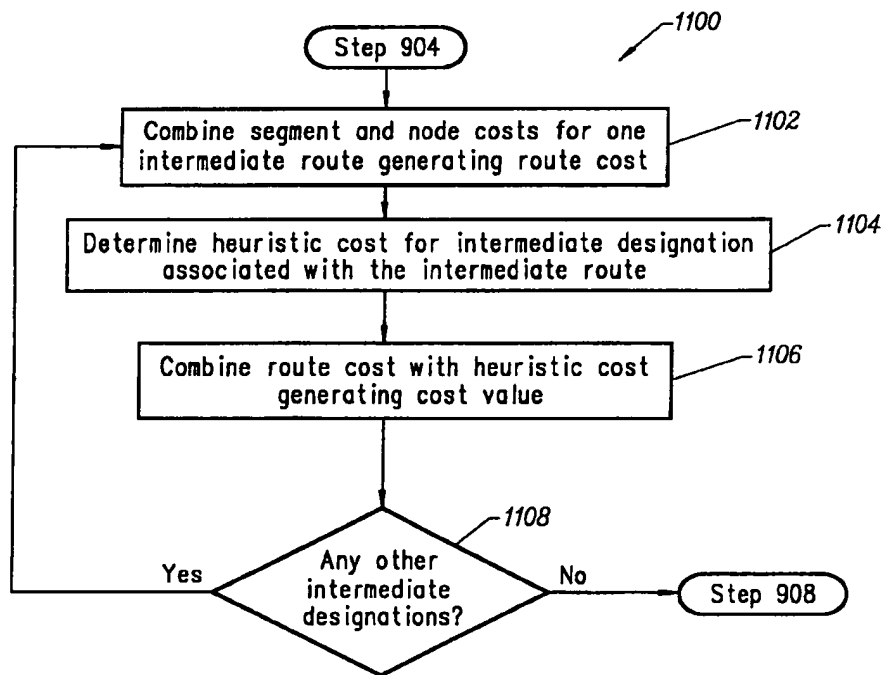 1100
Step 904
Combine segment and node costs for one
intermediate route generating route cost
1102
Determine heuristic cost for intermediate designation
associated with the intermediate route
1104
Combine route cost with heuristic cost
generating cost value
1106
1108
Any other
intermediate
designations?
Yes
No
Step 908